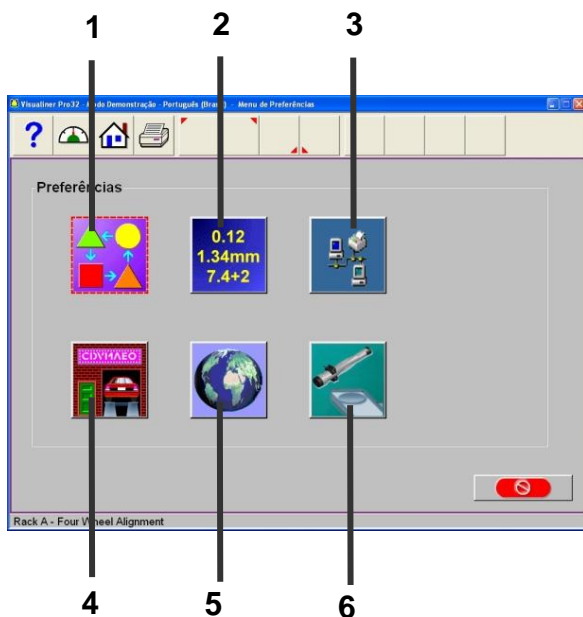 1 2 3
Visualiner Pro32 - Modo Demonstração - Português (Brasil) - Menu de Preferências
?
Preferências
0.12
1.34mm
7.4+2
Rack A - Four Wheel Alignment
4 5 6